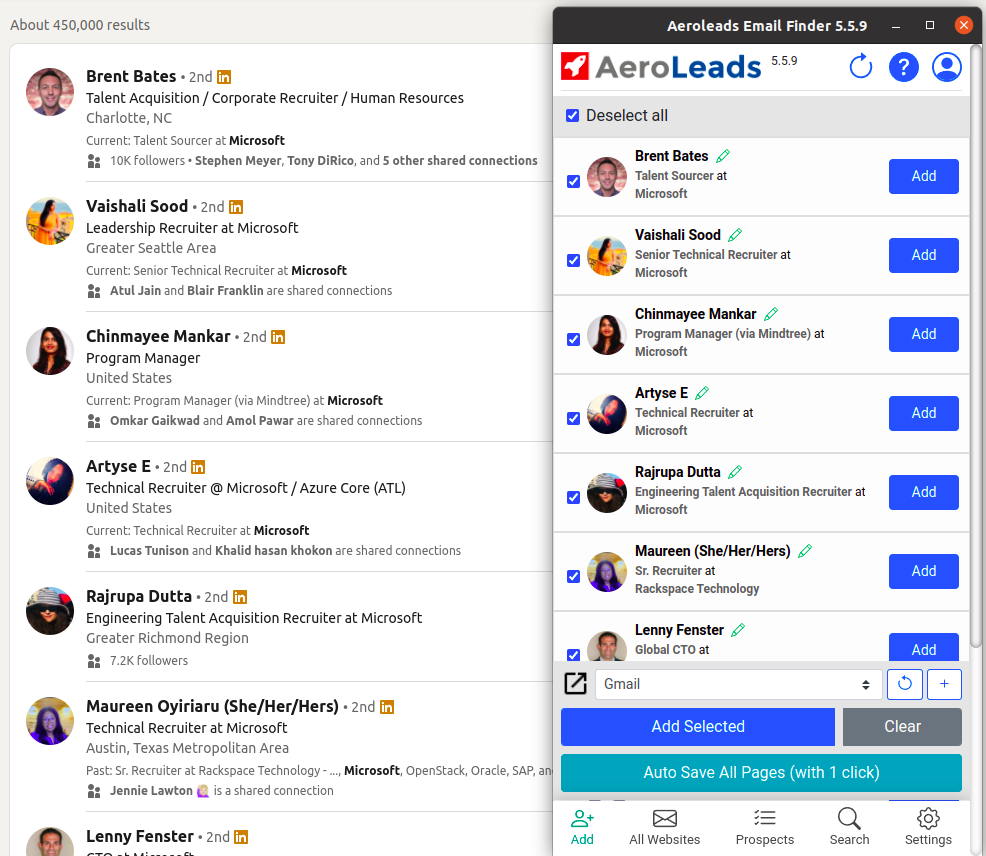 About 450,000 results
Brent Bates • 2nd in
Talent Acquisition / Corporate Recruiter / Human Resources
Charlotte, NC
Current: Talent Sourcer at Microsoft
10K followers • Stephen Meyer, Tony DiRico, and 5 other shared connections
Vaishali Sood • 2nd in
Leadership Recruiter at Microsoft
Greater Seattle Area
Current: Senior Technical Recruiter at Microsoft
Atul Jain and Blair Franklin are shared connections
Chinmayee Mankar • 2nd in
Program Manager
United States
Current: Program Manager (via Mindtree) at Microsoft
Omkar Gaikwad and Amol Pawar are shared connections
Artyse E • 2nd in
Technical Recruiter @ Microsoft / Azure Core (ATL)
United States
Current: Technical Recruiter at Microsoft
Lucas Tunison and Khalid hasan khokon are shared connections
Rajrupa Dutta • 2nd in
Engineering Talent Acquisition Recruiter at Microsoft
Greater Richmond Region
7.2K followers
Maureen Oyiriaru (She/Her/Hers) • 2nd in
Technical Recruiter at Microsoft
Austin, Texas Metropolitan Area
Past: Sr. Recruiter at Rackspace Technology - ..., Microsoft, OpenStack, Oracle, SAP, an
Jennie Lawton 🙋🏼‍♀️ is a shared connection
Lenny Fenster • 2nd in
CTO at Microsoft
Aeroleads Email Finder 5.5.9
AeroLeads 5.5.9 ?
Deselect all
Brent Bates
Talent Sourcer at
Microsoft
Add
Vaishali Sood
Senior Technical Recruiter at
Microsoft
Add
Chinmayee Mankar
Program Manager (via Mindtree) at
Microsoft
Add
Artyse E
Technical Recruiter at
Microsoft
Add
Rajrupa Dutta
Engineering Talent Acquisition Recruiter at
Microsoft
Add
Maureen (She/Her/Hers)
Sr. Recruiter at
Rackspace Technology
Add
Lenny Fenster
Global CTO at
Add
Gmail +
Add Selected Clear
Auto Save All Pages (with 1 click)
Add All Websites Prospects Search Settings